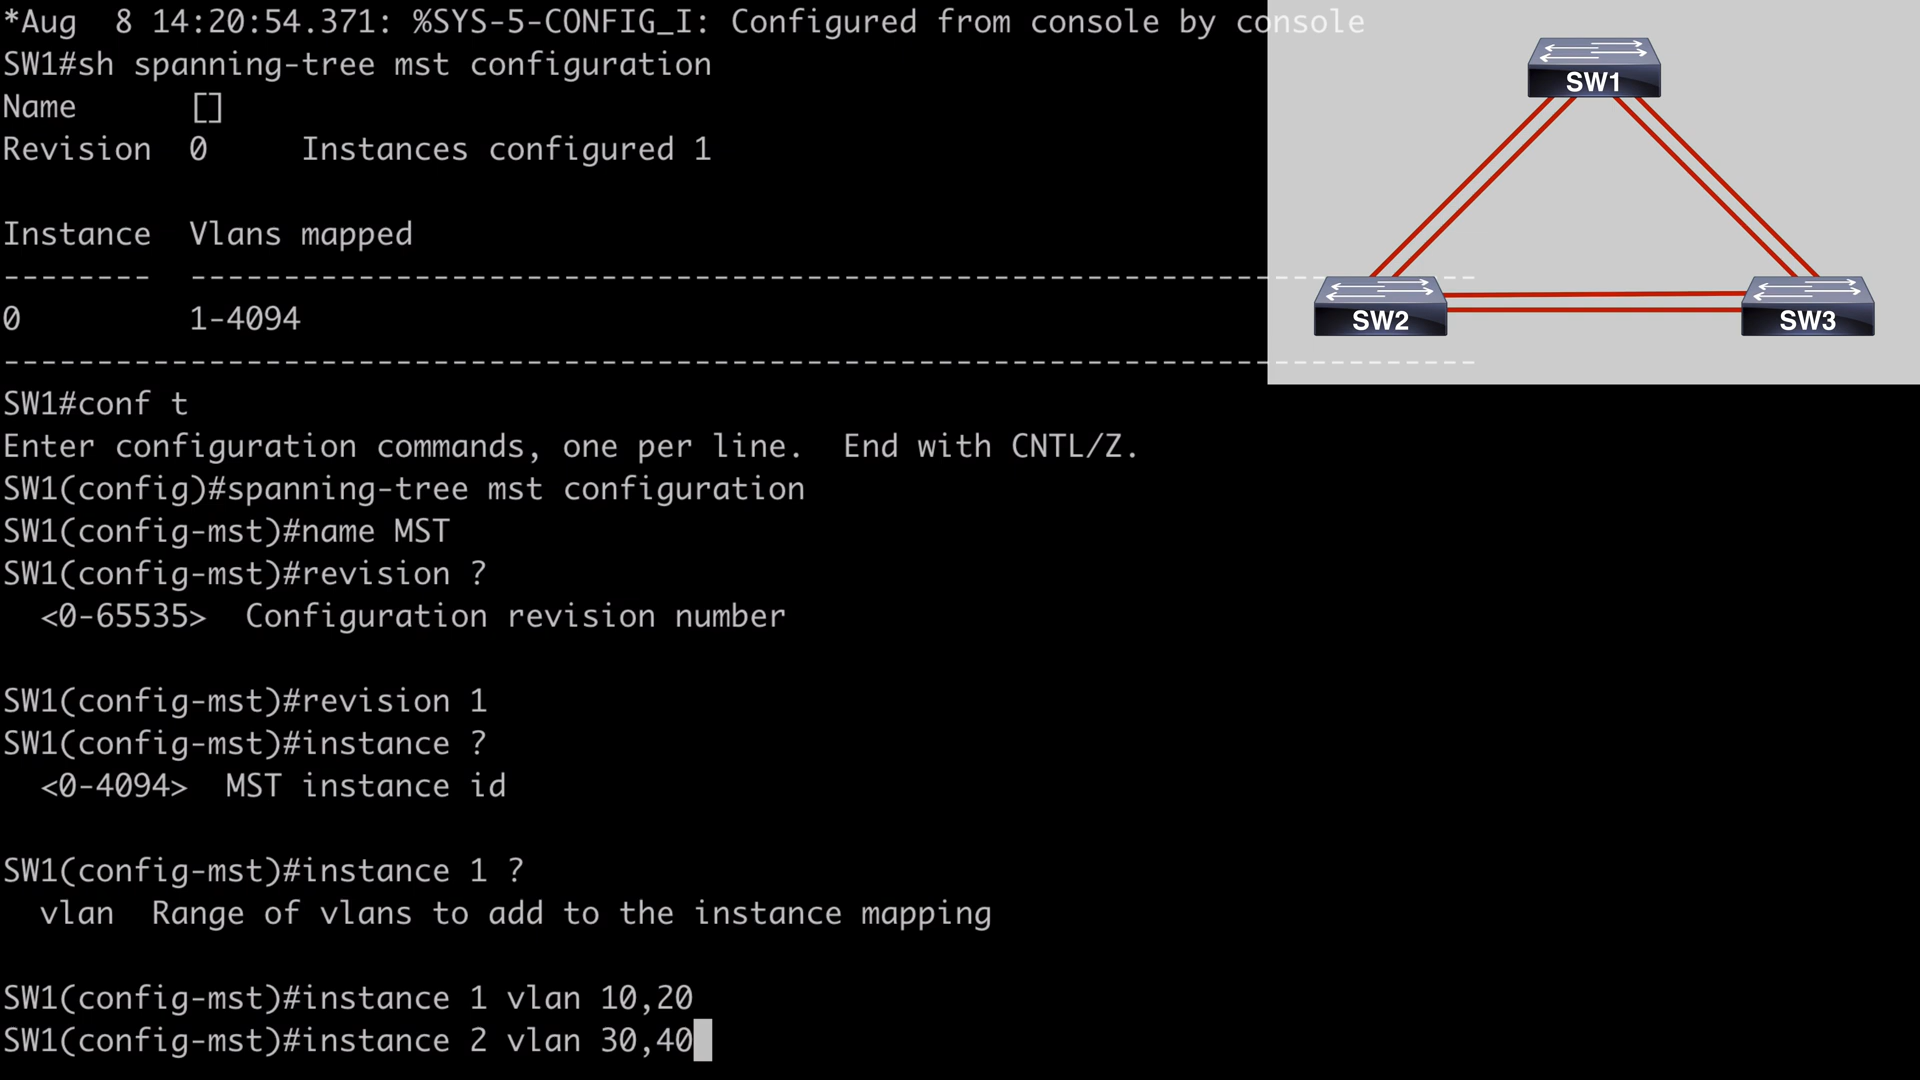 *Aug  8 14:20:54.371: %SYS-5-CONFIG_I: Configured from console by console
SW1#sh spanning-tree mst configuration
Name      []
Revision  0     Instances configured 1

Instance  Vlans mapped
--------  ---------------------------------------------------------------------
0         1-4094
-------------------------------------------------------------------------------
SW1#conf t
Enter configuration commands, one per line.  End with CNTL/Z.
SW1(config)#spanning-tree mst configuration
SW1(config-mst)#name MST
SW1(config-mst)#revision ?
  <0-65535>  Configuration revision number

SW1(config-mst)#revision 1
SW1(config-mst)#instance ?
  <0-4094>  MST instance id

SW1(config-mst)#instance 1 ?
  vlan  Range of vlans to add to the instance mapping

SW1(config-mst)#instance 1 vlan 10,20
SW1(config-mst)#instance 2 vlan 30,40
SW1
SW2
SW3